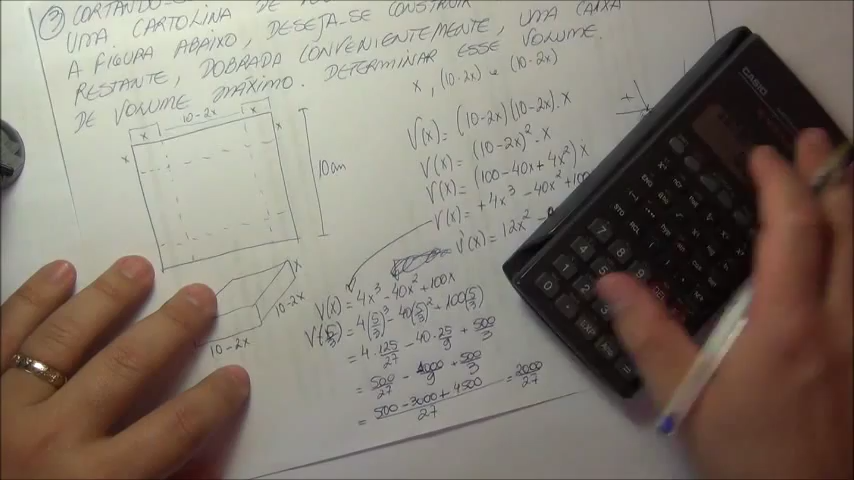 ③ CORTANDO-SE
UMA CARTOLINA DE
A FIGURA ABAIXO, DESEJA-SE CONSTRUIR
RESTANTE, DOBRADA CONVENIENTEMENTE, UMA CAIXA
DE VOLUME MÁXIMO. DETERMINAR ESSE VOLUME.
x, (10-2x) e (10-2x)
x 10-2x x
x x
10cm
x
10-2x
10-2x
V(x) = (10-2x)(10-2x).x
V(x) = (10-2x)².x
V(x) = (100-40x+4x²)x
V(x) = +4x³-40x²+100
V'(x) = 12x² -
V(x) = 4x³-40x²+100x
V(5/3) = 4(5/3)³-40(5/3)²+100(5/3)
= 4.125/27 - 40.25/9 + 500/3
= 500/27 - 1000/9 + 500/3
= 500-3000+4500/27 = 2000/27
CASIO